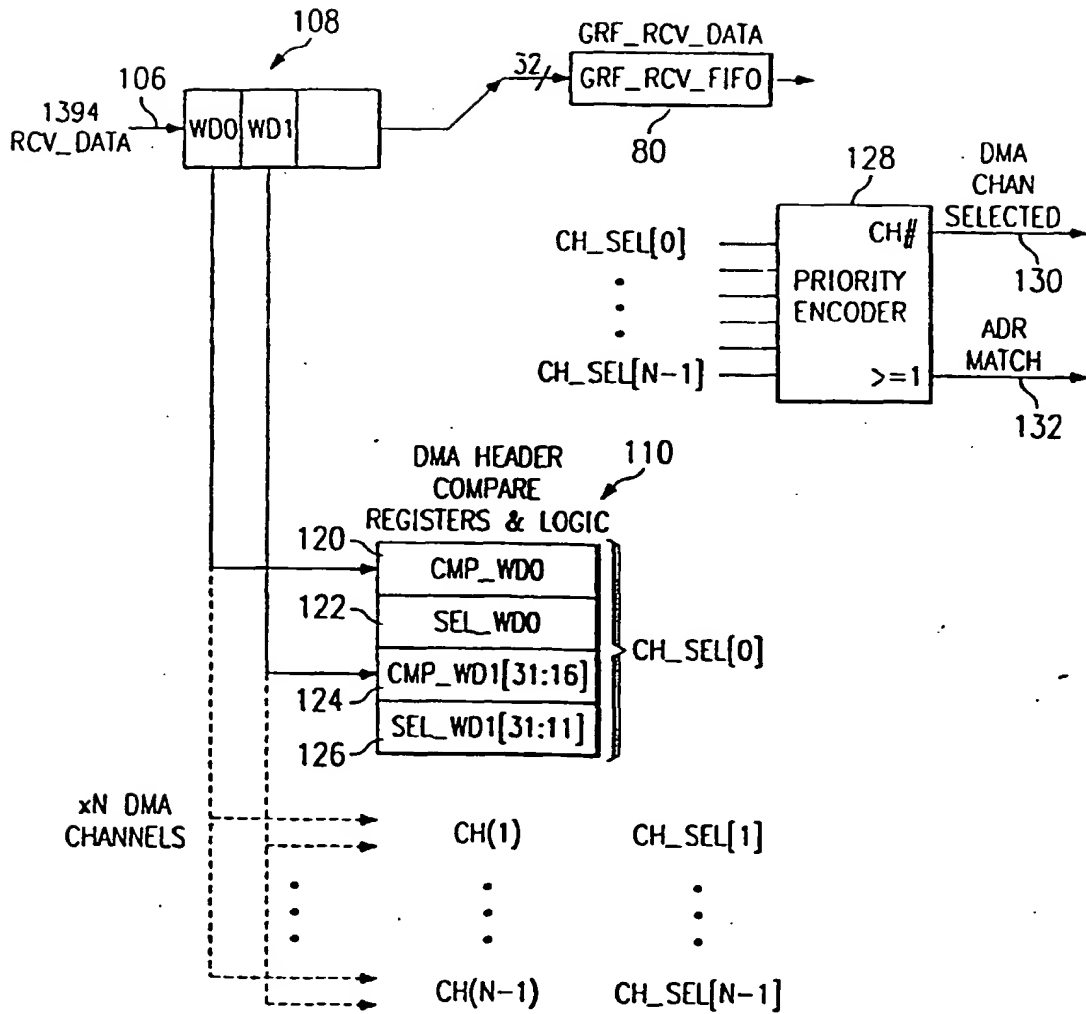 108
GRF_RCV_DATA
106
32
GRF_RCV_FIFO
1394
RCV_DATA
WD0
WD1
80
128
DMA
CHAN
SELECTED
CH#
CH_SEL[0]
130
PRIORITY
ENCODER
ADR
MATCH
CH_SEL[N-1]
>=1
132
DMA HEADER
COMPARE
REGISTERS & LOGIC
110
120
CMP_WD0
122
SEL_WD0
CH_SEL[0]
124
CMP_WD1[31:16]
126
SEL_WD1[31:11]
xN DMA
CHANNELS
CH(1)
CH_SEL[1]
CH(N-1)
CH_SEL[N-1]